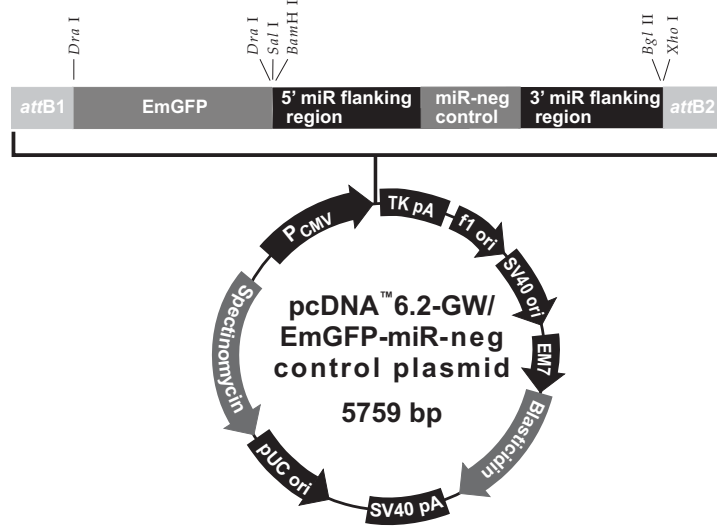 Dra I
Dra I
Sal I
BamH I
Bgl II
Xho I
attB1
EmGFP
5' miR flanking
region
miR-neg
control
3' miR flanking
region
attB2
PCMV
TK pA
f1 ori
SV40 ori
EM7
Blasticidin
SV40 pA
pUC ori
Spectinomycin
pcDNA™6.2-GW/
EmGFP-miR-neg
control plasmid
5759 bp